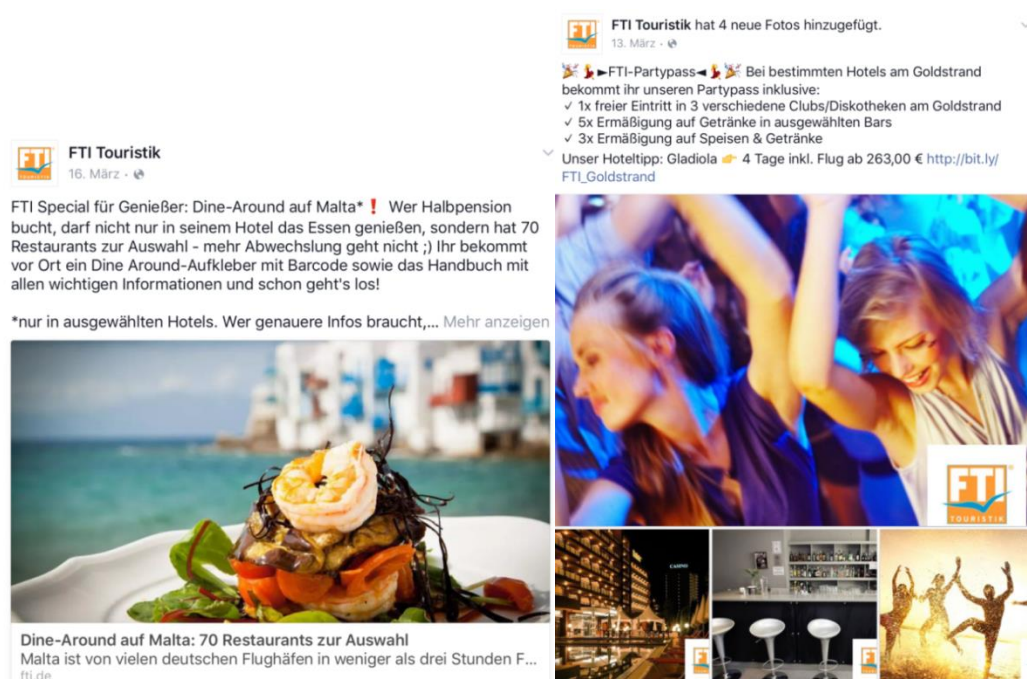 FTI
TOURISTIK
FTI Touristik
16. März
FTI Special für Genießer: Dine-Around auf Malta*❗ Wer Halbpension
bucht, darf nicht nur in seinem Hotel das Essen genießen, sondern hat 70
Restaurants zur Auswahl - mehr Abwechslung geht nicht ;) Ihr bekommt
vor Ort ein Dine Around-Aufkleber mit Barcode sowie das Handbuch mit
allen wichtigen Informationen und schon geht's los!
*nur in ausgewählten Hotels. Wer genauere Infos braucht,... Mehr anzeigen
Dine-Around auf Malta: 70 Restaurants zur Auswahl
Malta ist von vielen deutschen Flughäfen in weniger als drei Stunden F...
fti.de
FTI
TOURISTIK
FTI Touristik hat 4 neue Fotos hinzugefügt.
13. März
🎉💃►FTI-Partypass◄💃🎉 Bei bestimmten Hotels am Goldstrand
bekommt ihr unseren Partypass inklusive:
✓ 1x freier Eintritt in 3 verschiedene Clubs/Diskotheken am Goldstrand
✓ 5x Ermäßigung auf Getränke in ausgewählten Bars
✓ 3x Ermäßigung auf Speisen & Getränke
Unser Hoteltipp: Gladiola 👉 4 Tage inkl. Flug ab 263,00 € http://bit.ly/
FTI_Goldstrand
FTI
TOURISTIK
CASINO